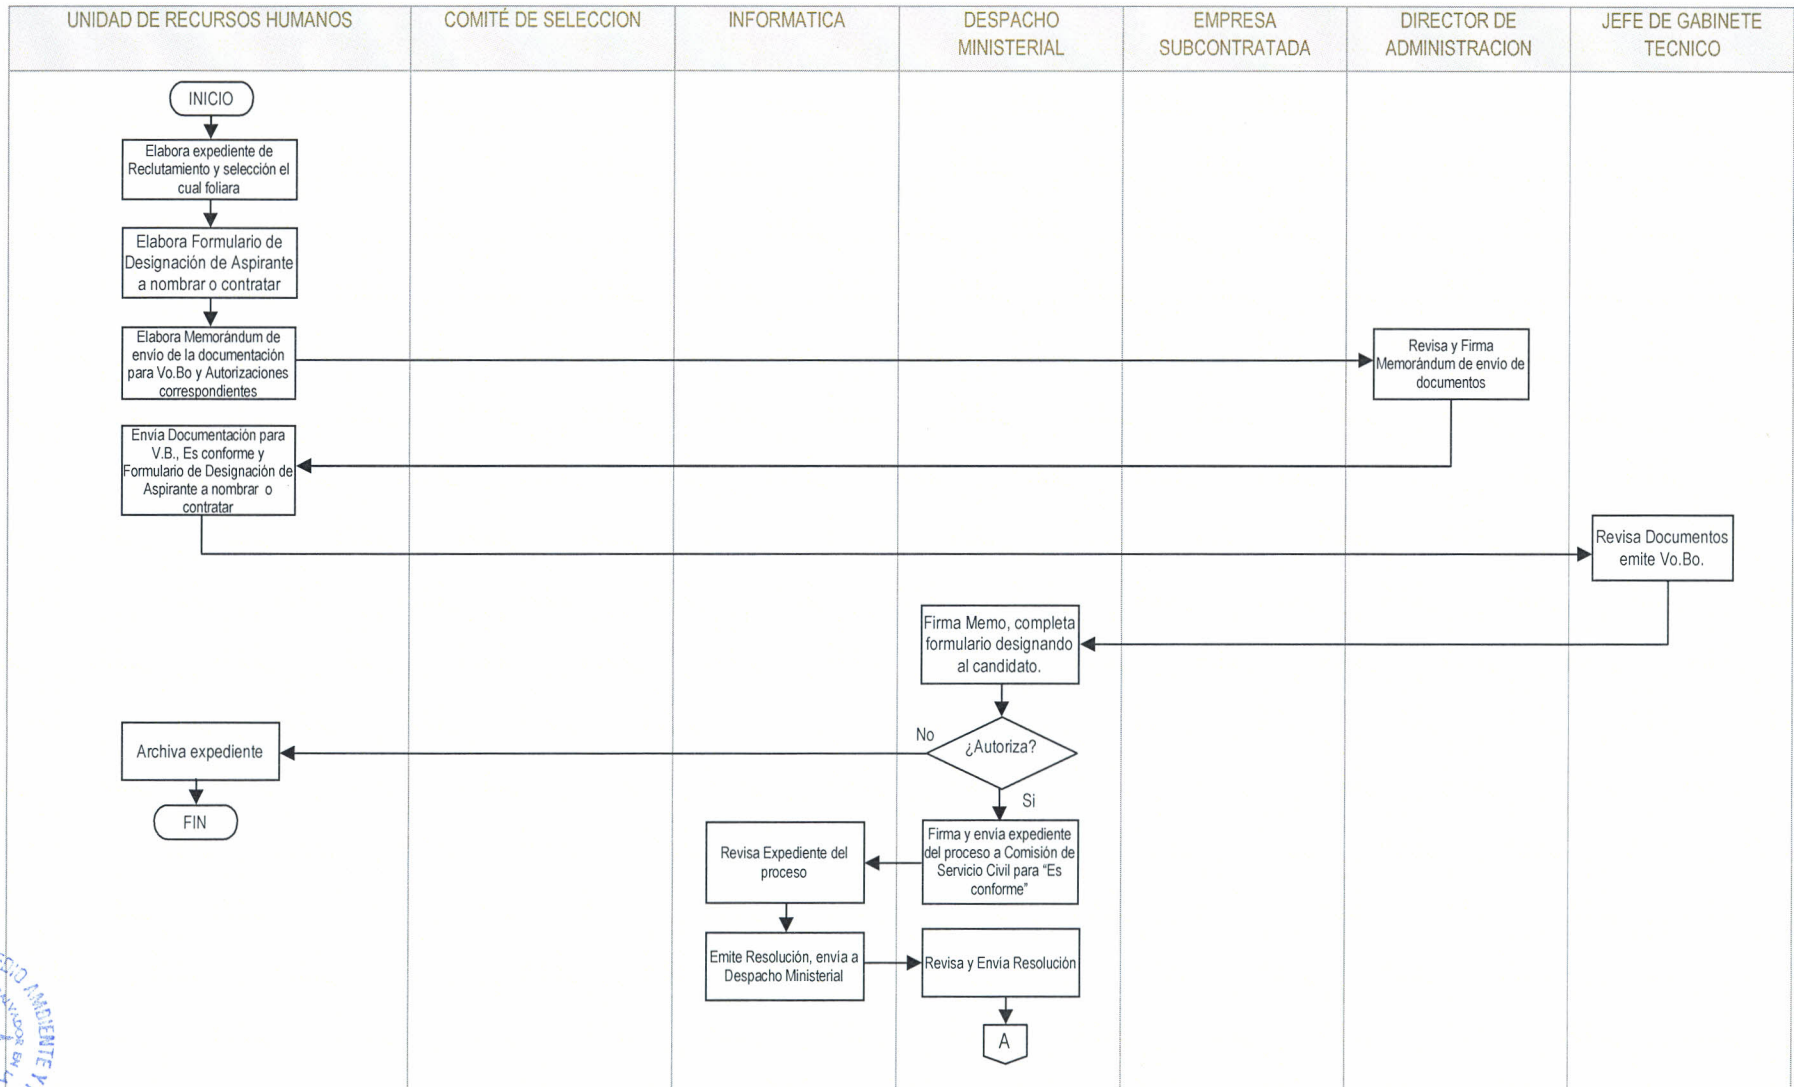 UNIDAD DE RECURSOS HUMANOS
COMITÉ DE SELECCION
INFORMATICA
DESPACHO
MINISTERIAL
EMPRESA
SUBCONTRATADA
DIRECTOR DE
ADMINISTRACION
JEFE DE GABINETE
TECNICO
INICIO
Elabora expediente de
Reclutamiento y selección el
cual foliara
Elabora Formulario de
Designación de Aspirante
a nombrar o contratar
Elabora Memorándum de
envio de la documentación
para Vo.Bo y Autorizaciones
correspondientes
Revisa y Firma
Memorándum de envio de
documentos
Envia Documentación para
V.B., Es conforme y
Formulario de Designación de
Aspirante a nombrar o
contratar
Revisa Documentos
emite Vo.Bo.
Firma Memo, completa
formulario designando
al candidato.
¿Autoriza?
No
Archiva expediente
FIN
Si
Firma y envía expediente
del proceso a Comisión de
Servicio Civil para “Es
conforme”
Revisa Expediente del
proceso
Emite Resolución, envía a
Despacho Ministerial
Revisa y Envia Resolución
A
AMBIENTE Y